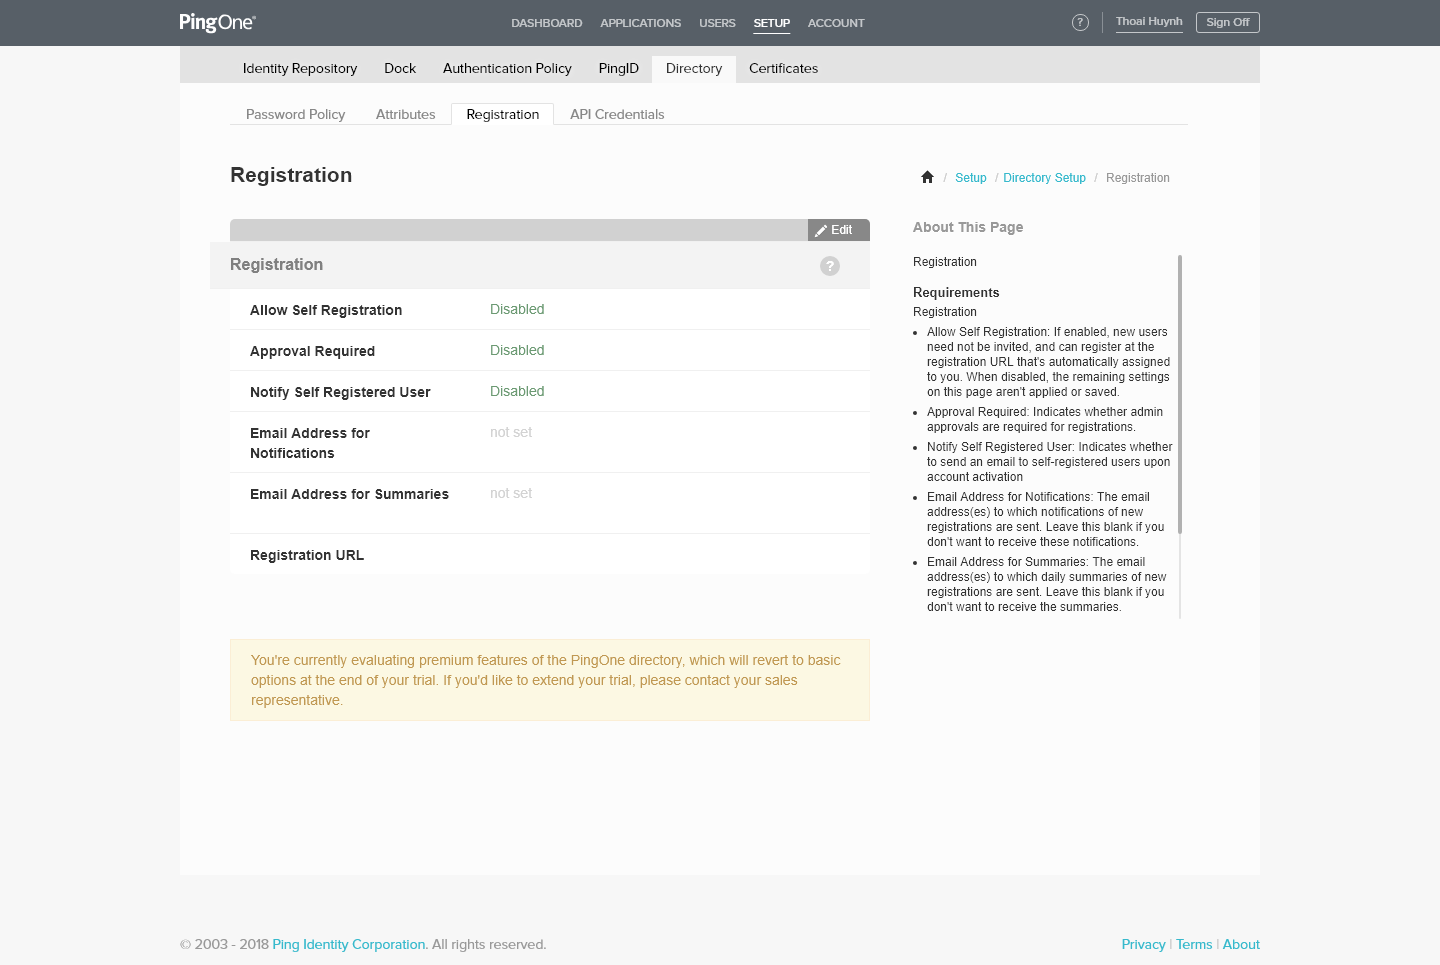 PingOne
DASHBOARD APPLICATIONS USERS SETUP ACCOUNT
? Thoai Huynh Sign Off
Identity Repository Dock Authentication Policy PingID Directory Certificates
Password Policy Attributes Registration API Credentials
Registration
/ Setup / Directory Setup / Registration
Edit
Registration ?
Allow Self Registration Disabled
Approval Required Disabled
Notify Self Registered User Disabled
Email Address for not set
Notifications
Email Address for Summaries not set
Registration URL
You're currently evaluating premium features of the PingOne directory, which will revert to basic
options at the end of your trial. If you'd like to extend your trial, please contact your sales
representative.
About This Page
Registration
Requirements
Registration
• Allow Self Registration: If enabled, new users
need not be invited, and can register at the
registration URL that's automatically assigned
to you. When disabled, the remaining settings
on this page aren't applied or saved.
• Approval Required: Indicates whether admin
approvals are required for registrations.
• Notify Self Registered User: Indicates whether
to send an email to self-registered users upon
account activation
• Email Address for Notifications: The email
address(es) to which notifications of new
registrations are sent. Leave this blank if you
don't want to receive these notifications.
• Email Address for Summaries: The email
address(es) to which daily summaries of new
registrations are sent. Leave this blank if you
don't want to receive the summaries.
© 2003 - 2018 Ping Identity Corporation. All rights reserved.
Privacy | Terms | About